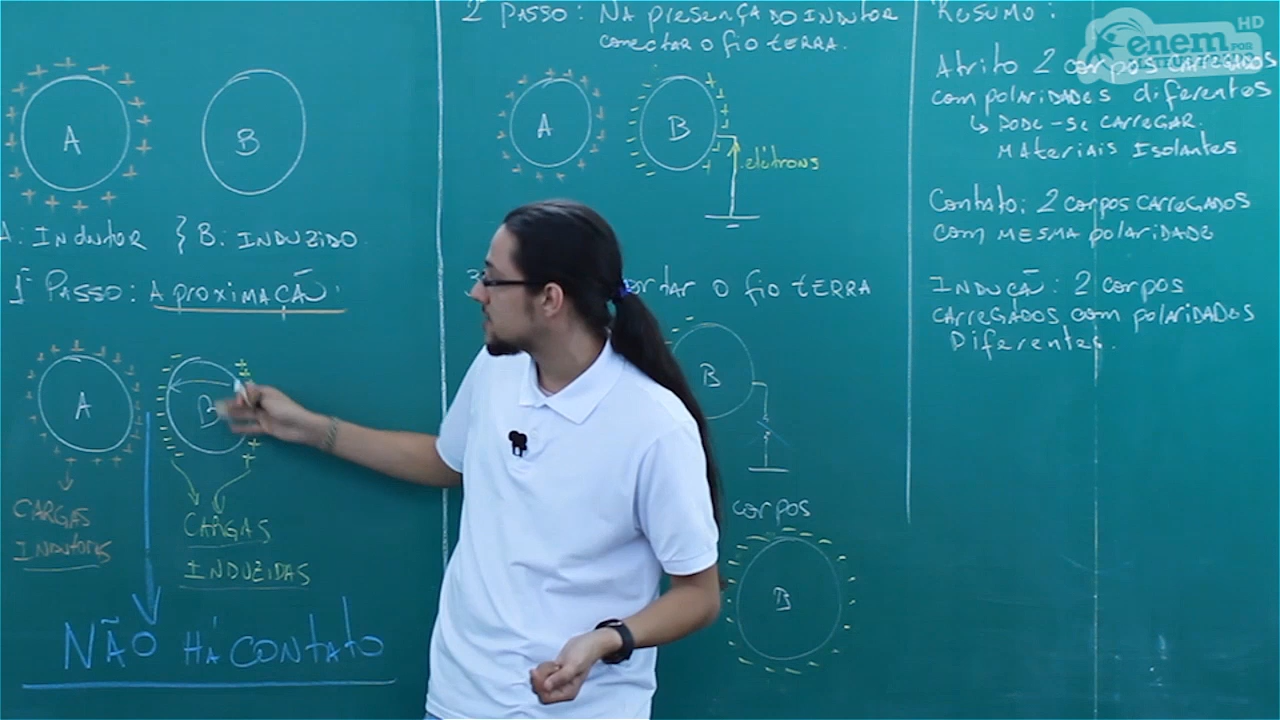 A
B
A: Indutor } B: INDUZIDO.
1º PASSO: Aproximação.
A
B
CARGAS
Indutoras
CARGAS
INDUZIDAS
NÃO HÁ CONTATO
2º PASSO: NA presença do INDUTOR
conectar o fio terra.
A
B
elétrons
o fio TERRA
B
corpos
B
Resumo:
Atrito 2 corpos CARREGADOS
com polaridades diferentes
↳ PODE-SE CARREGAR
MAteriais Isolantes
Contato: 2 corpos CARREGADOS
com MESMA polaridade
Indução: 2 corpos
CARREGADOS com polaridades
Diferentes.
enem HD
POR